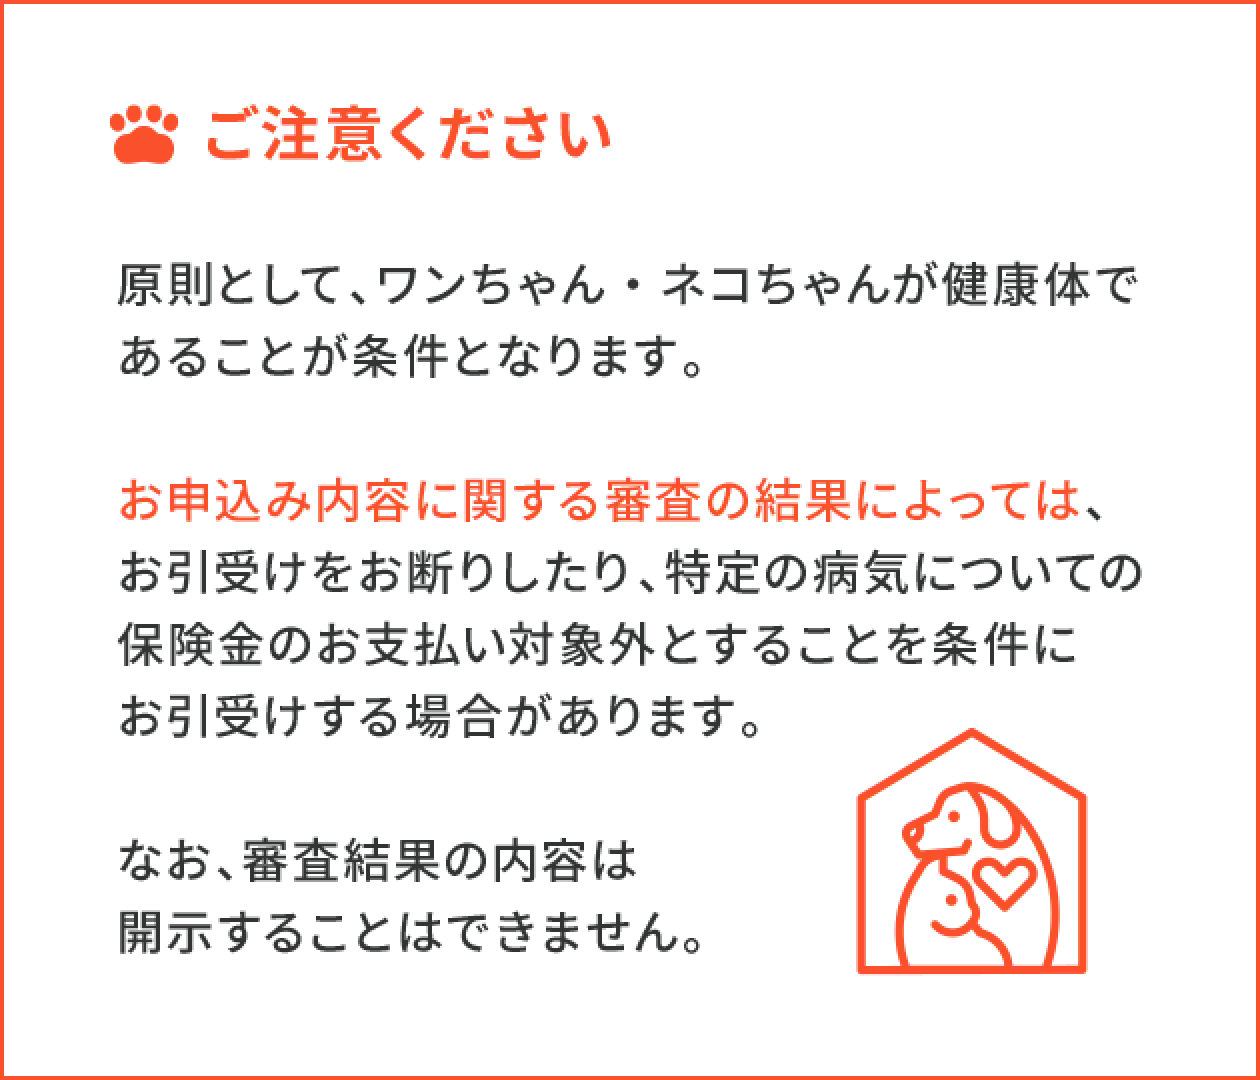 ご注意ください
原則として、ワンちゃん・ネコちゃんが健康体で
あることが条件となります。
お申込み内容に関する審査の結果によっては、
お引受けをお断りしたり、特定の病気についての
保険金のお支払い対象外とすることを条件に
お引受けする場合があります。
なお、審査結果の内容は
開示することはできません。